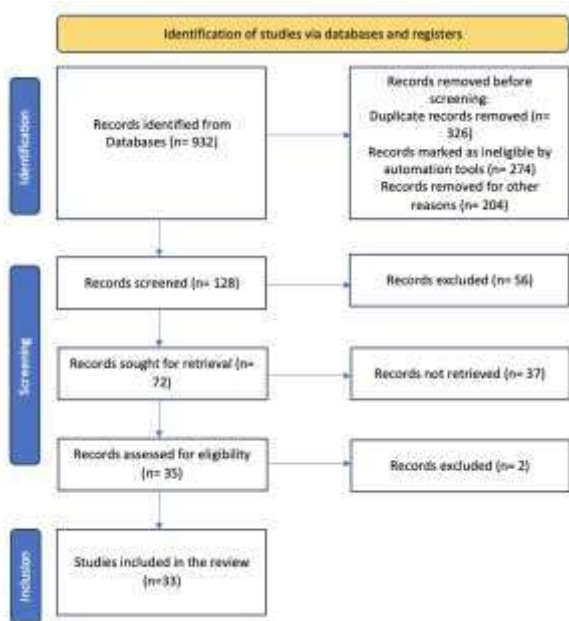 Identification of studies via databases and registers
Identification
Records identified from
Databases (n= 932)
Records removed before
screening:
Duplicate records removed (n=
326)
Records marked as ineligible by
automation tools (n= 274)
Records removed for other
reasons (n= 204)
Screening
Records screened (n= 128)
Records excluded (n= 56)
Records sought for retrieval (n=
72)
Records not retrieved (n= 37)
Records assessed for eligibility
(n= 35)
Records excluded (n= 2)
Inclusion
Studies included in the review
(n=33)